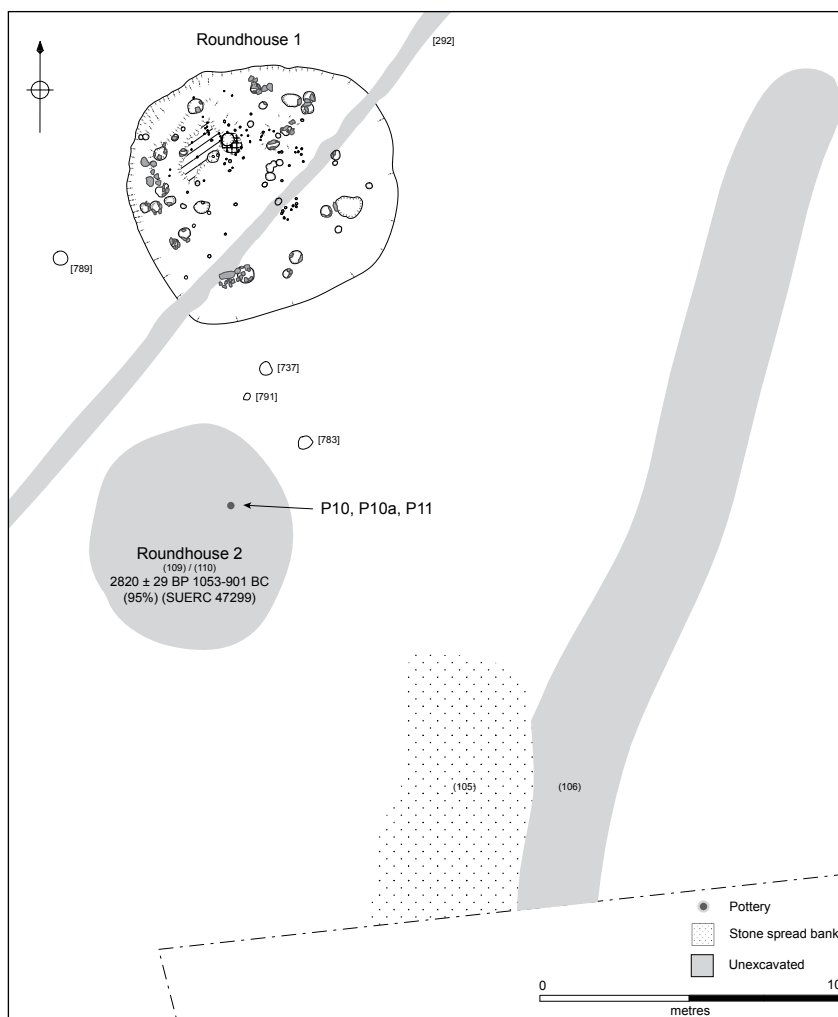 Roundhouse 1
[292]
[789]
[737]
[791]
[783]
P10, P10a, P11
Roundhouse 2
(109) / (110)
2820 ± 29 BP 1053-901 BC
(95%) (SUERC 47299)
(105)
(106)
Pottery
Stone spread bank
Unexcavated
0
10
metres